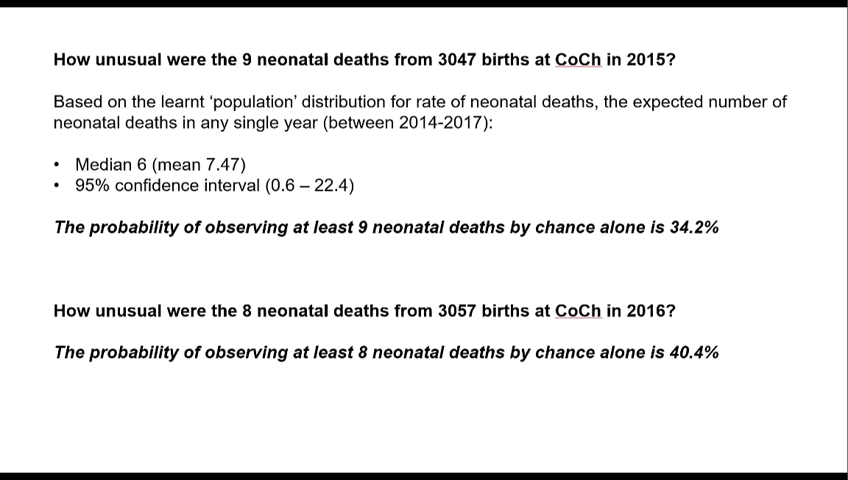 How unusual were the 9 neonatal deaths from 3047 births at CoCh in 2015?
Based on the learnt ‘population’ distribution for rate of neonatal deaths, the expected number of
neonatal deaths in any single year (between 2014-2017):
• Median 6 (mean 7.47)
• 95% confidence interval (0.6 – 22.4)
The probability of observing at least 9 neonatal deaths by chance alone is 34.2%
How unusual were the 8 neonatal deaths from 3057 births at CoCh in 2016?
The probability of observing at least 8 neonatal deaths by chance alone is 40.4%